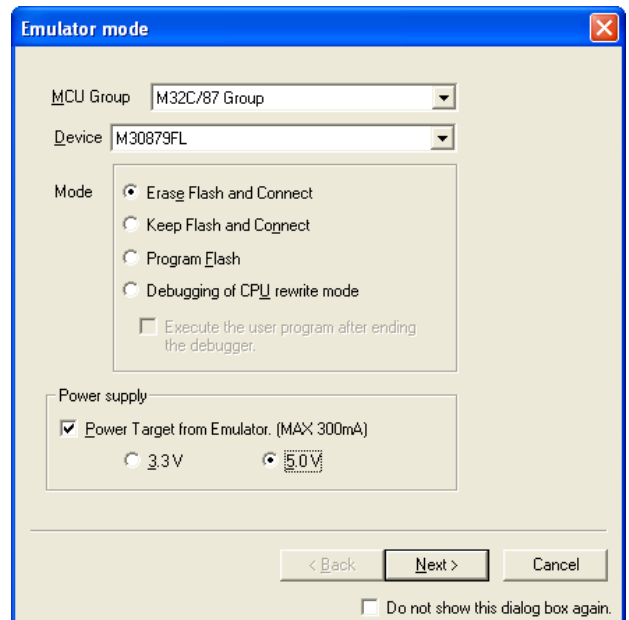 Emulator mode
MCU Group M32C/87 Group
Device M30879FL
Mode Erase Flash and Connect
Keep Flash and Connect
Program Flash
Debugging of CPU rewrite mode
Execute the user program after ending
the debugger.
Power supply
Power Target from Emulator. (MAX 300mA)
3.3 V 5.0 V
< Back Next > Cancel
Do not show this dialog box again.